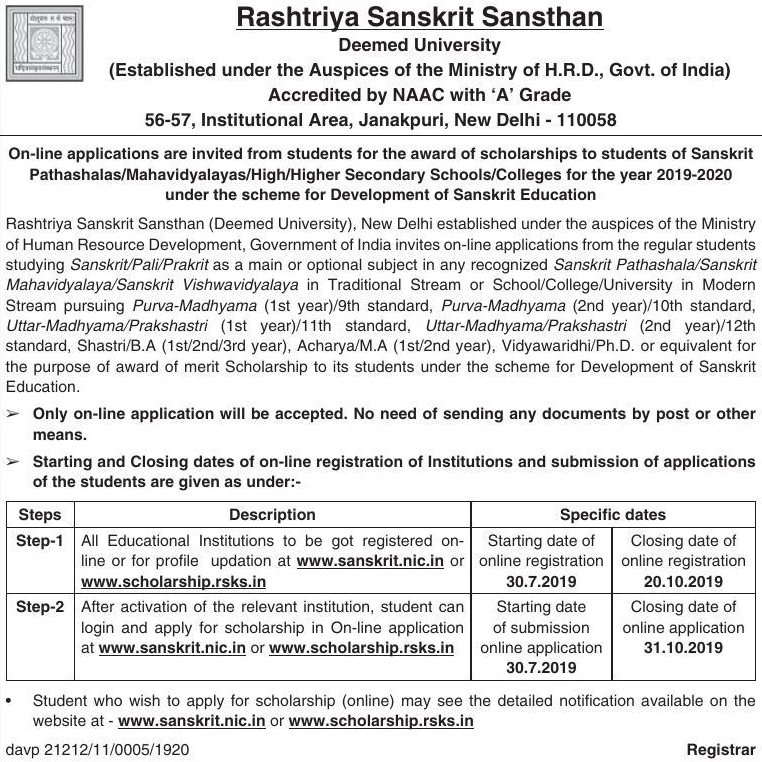 Rashtriya Sanskrit Sansthan
Deemed University
(Established under the Auspices of the Ministry of H.R.D., Govt. of India)
Accredited by NAAC with ‘A’ Grade
56-57, Institutional Area, Janakpuri, New Delhi - 110058
On-line applications are invited from students for the award of scholarships to students of Sanskrit
Pathashalas/Mahavidyalayas/High/Higher Secondary Schools/Colleges for the year 2019-2020
under the scheme for Development of Sanskrit Education
Rashtriya Sanskrit Sansthan (Deemed University), New Delhi established under the auspices of the Ministry
of Human Resource Development, Government of India invites on-line applications from the regular students
studying Sanskrit/Pali/Prakrit as a main or optional subject in any recognized Sanskrit Pathashala/Sanskrit
Mahavidyalaya/Sanskrit Vishwavidyalaya in Traditional Stream or School/College/University in Modern
Stream pursuing Purva-Madhyama (1st year)/9th standard, Purva-Madhyama (2nd year)/10th standard,
Uttar-Madhyama/Prakshastri (1st year)/11th standard, Uttar-Madhyama/Prakshastri (2nd year)/12th
standard, Shastri/B.A (1st/2nd/3rd year), Acharya/M.A (1st/2nd year), Vidyawaridhi/Ph.D. or equivalent for
the purpose of award of merit Scholarship to its students under the scheme for Development of Sanskrit
Education.
➢ Only on-line application will be accepted. No need of sending any documents by post or other
means.
➢ Starting and Closing dates of on-line registration of Institutions and submission of applications
of the students are given as under:-
Steps Description Specific dates
Step-1 All Educational Institutions to be got registered on- Starting date of Closing date of
line or for profile updation at www.sanskrit.nic.in or online registration online registration
www.scholarship.rsks.in 30.7.2019 20.10.2019
Step-2 After activation of the relevant institution, student can Starting date Closing date of
login and apply for scholarship in On-line application of submission online application
at www.sanskrit.nic.in or www.scholarship.rsks.in online application 31.10.2019
30.7.2019
• Student who wish to apply for scholarship (online) may see the detailed notification available on the
website at - www.sanskrit.nic.in or www.scholarship.rsks.in
davp 21212/11/0005/1920 Registrar